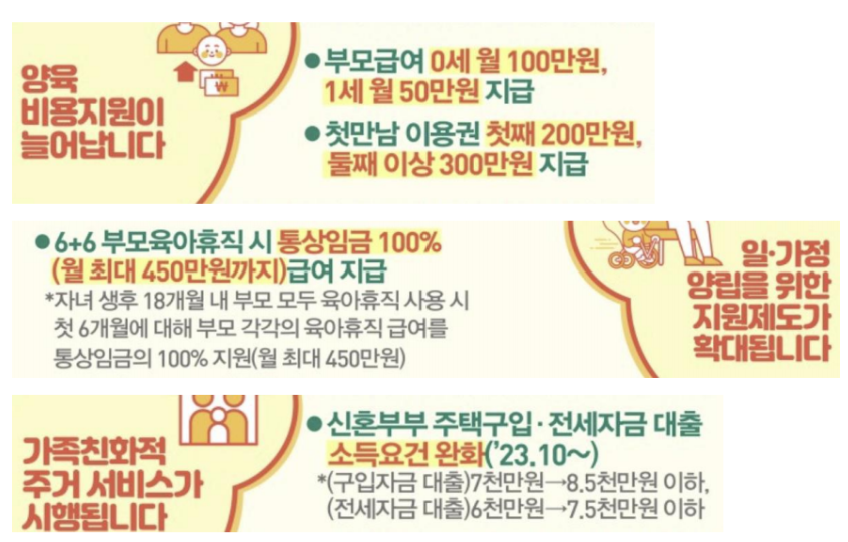 양육
비용지원이
늘어납니다
●부모급여 0세 월 100만원,
1세 월 50만원 지급
●첫만남 이용권 첫째 200만원,
둘째 이상 300만원 지급
●6+6 부모육아휴직 시 통상임금 100%
(월 최대 450만원까지)급여 지급
*자녀 생후 18개월 내 부모 모두 육아휴직 사용 시
첫 6개월에 대해 부모 각각의 육아휴직 급여를
통상임금의 100% 지원(월 최대 450만원)
일·가정
양립을 위한
지원제도가
확대됩니다
가족친화적
주거 서비스가
시행됩니다
●신혼부부 주택구입·전세자금 대출
소득요건 완화('23.10~)
*(구입자금 대출)7천만원→8.5천만원 이하,
(전세자금 대출)6천만원→7.5천만원 이하